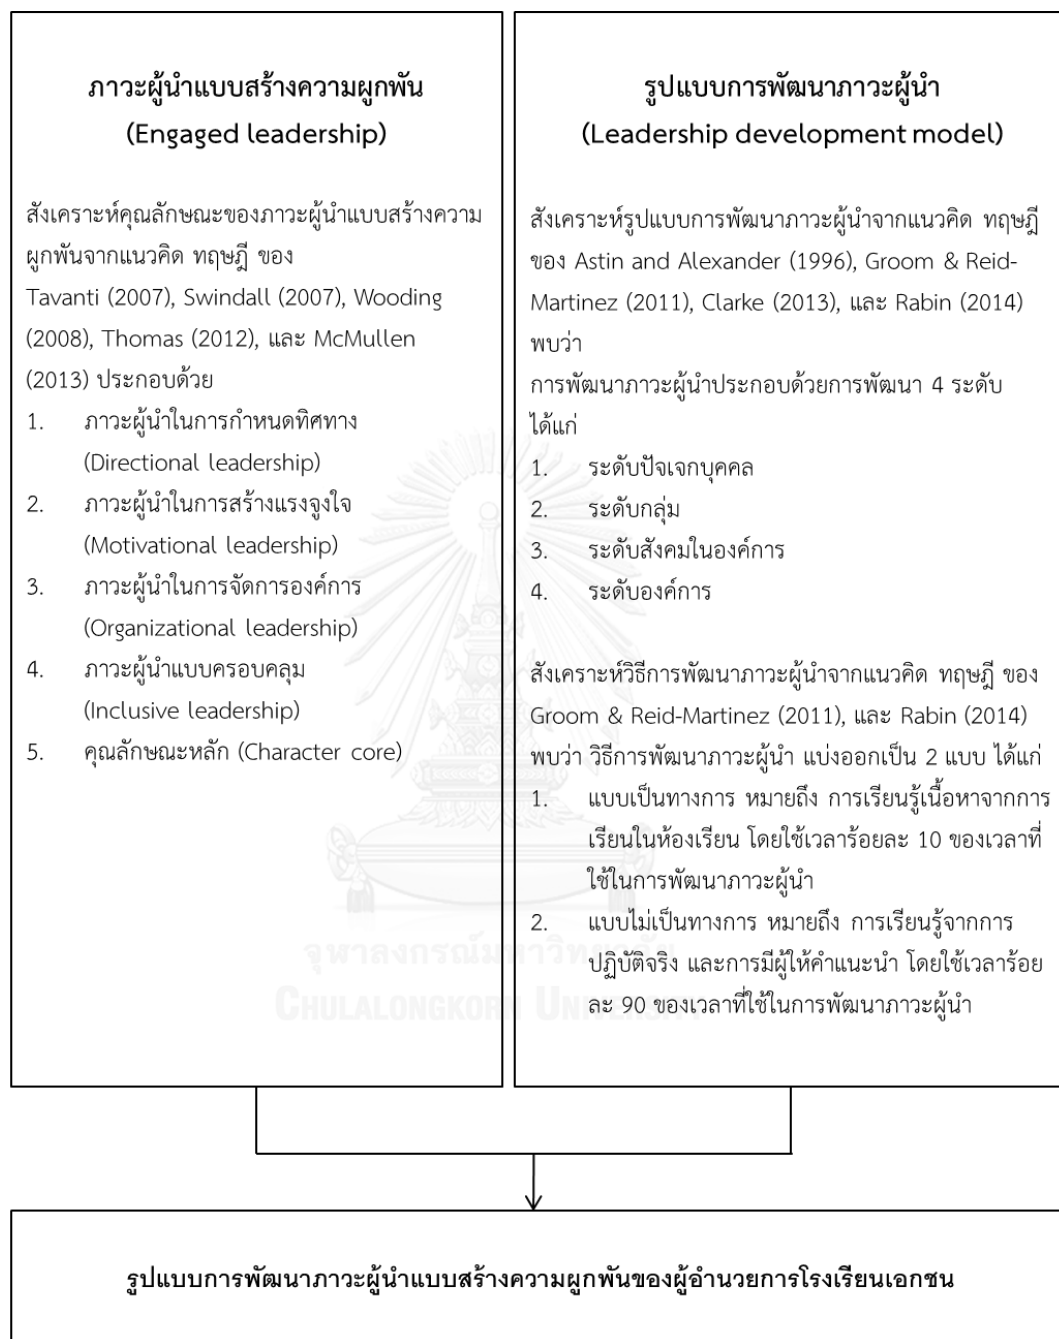 ภาวะผู้นำแบบสร้างความผูกพัน
(Engaged leadership)
สังเคราะห์คุณลักษณะของภาวะผู้นำแบบสร้างความ
ผูกพันจากแนวคิด ทฤษฎี ของ
Tavanti (2007), Swindall (2007), Wooding
(2008), Thomas (2012), และ McMullen
(2013) ประกอบด้วย
1. ภาวะผู้นำในการกำหนดทิศทาง
(Directional leadership)
2. ภาวะผู้นำในการสร้างแรงจูงใจ
(Motivational leadership)
3. ภาวะผู้นำในการจัดการองค์การ
(Organizational leadership)
4. ภาวะผู้นำแบบครอบคลุม
(Inclusive leadership)
5. คุณลักษณะหลัก (Character core)
รูปแบบการพัฒนาภาวะผู้นำ
(Leadership development model)
สังเคราะห์รูปแบบการพัฒนาภาวะผู้นำจากแนวคิด ทฤษฎี
ของ Astin and Alexander (1996), Groom & Reid-
Martinez (2011), Clarke (2013), และ Rabin (2014)
พบว่า
การพัฒนาภาวะผู้นำประกอบด้วยการพัฒนา 4 ระดับ
ได้แก่
1. ระดับปัจเจกบุคคล
2. ระดับกลุ่ม
3. ระดับสังคมในองค์การ
4. ระดับองค์การ
สังเคราะห์วิธีการพัฒนาภาวะผู้นำจากแนวคิด ทฤษฎี ของ
Groom & Reid-Martinez (2011), และ Rabin (2014)
พบว่า วิธีการพัฒนาภาวะผู้นำ แบ่งออกเป็น 2 แบบ ได้แก่
1. แบบเป็นทางการ หมายถึง การเรียนรู้เนื้อหาจากการ
เรียนในห้องเรียน โดยใช้เวลาร้อยละ 10 ของเวลาที่
ใช้ในการพัฒนาภาวะผู้นำ
2. แบบไม่เป็นทางการ หมายถึง การเรียนรู้จากการ
ปฏิบัติจริง และการมีผู้ให้คำแนะนำ โดยใช้เวลาร้อย
ละ 90 ของเวลาที่ใช้ในการพัฒนาภาวะผู้นำ
จุฬาลงกรณ์มหาวิทยาลัย
CHULALONGKORN UNIVERSITY
รูปแบบการพัฒนาภาวะผู้นำแบบสร้างความผูกพันของผู้อำนวยการโรงเรียนเอกชน